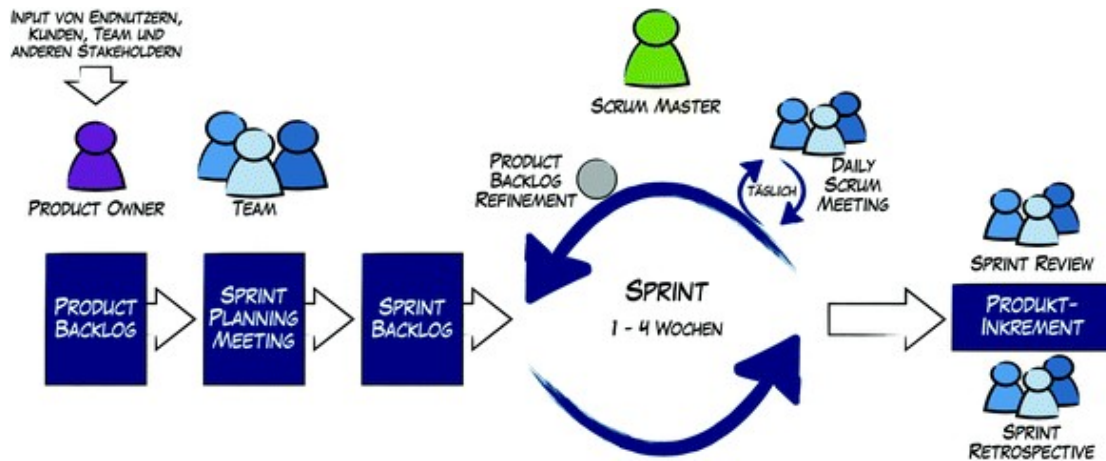 INPUT VON ENDNUTZERN,
KUNDEN, TEAM UND
ANDEREN STAKEHOLDERN
PRODUCT OWNER
TEAM
SCRUM MASTER
PRODUCT
BACKLOG
REFINEMENT
TÄGLICH
DAILY
SCRUM
MEETING
PRODUCT
BACKLOG
SPRINT
PLANNING
MEETING
SPRINT
BACKLOG
SPRINT
1 - 4 WOCHEN
SPRINT REVIEW
PRODUKT-
INKREMENT
SPRINT
RETROSPECTIVE